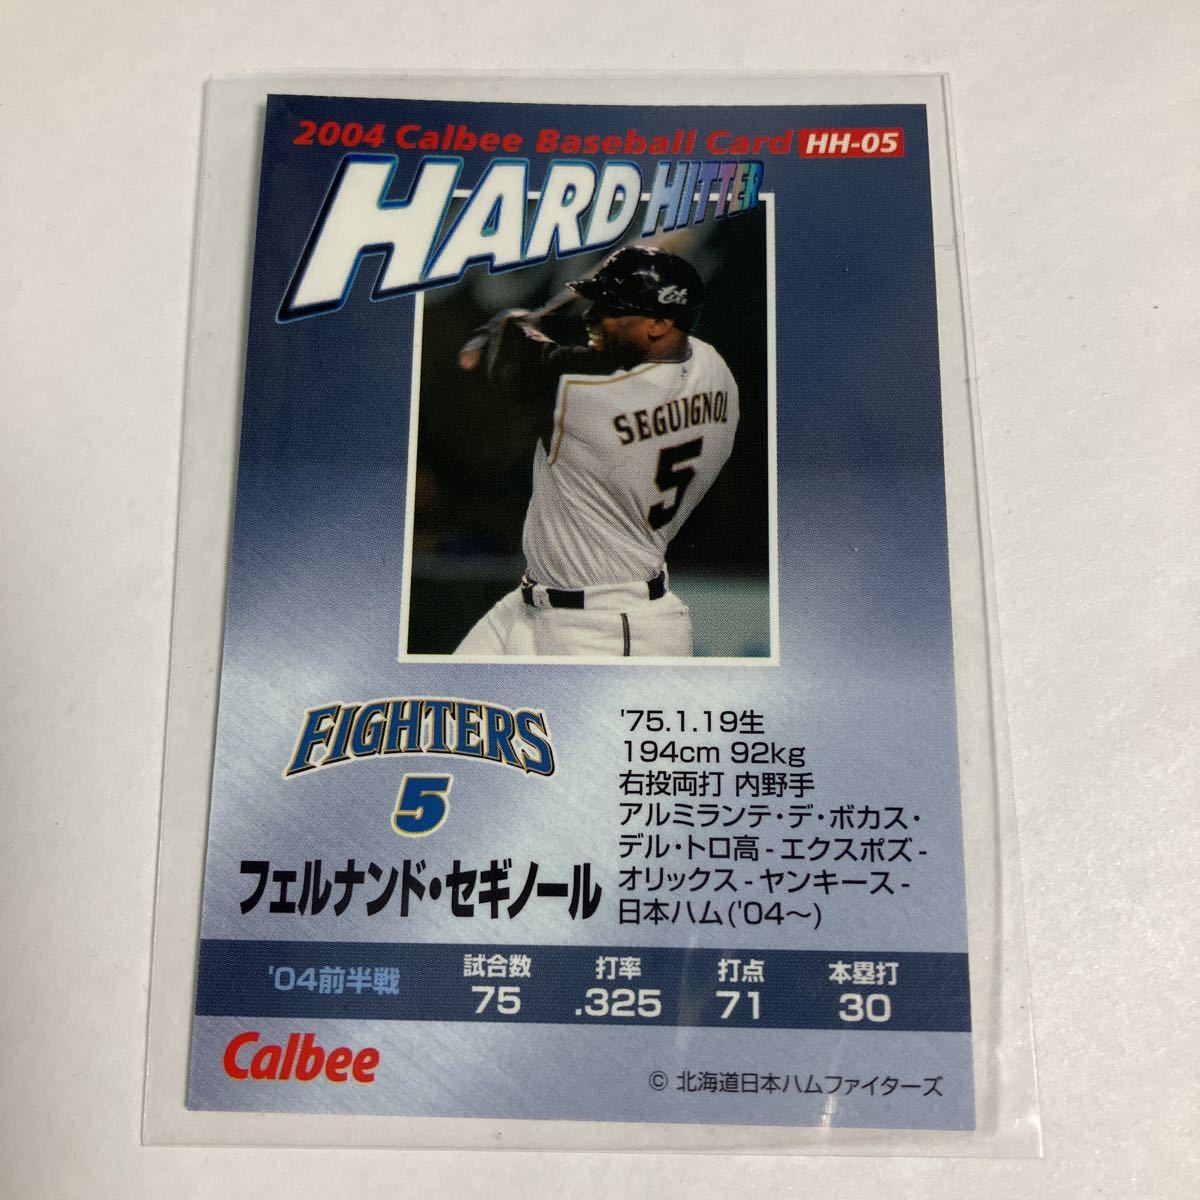 2004 Calbee Baseball Card HH-05
HARD HITTER
SEGUIGNOL
5
FIGHTERS
5
フェルナンド・セギノール
'75.1.19生
194cm 92kg
右投両打 内野手
アルミランテ・デ・ボカス・
デル・トロ高-エクスポズ-
オリックス-ヤンキース-
日本ハム('04〜)
'04前半戦
試合数 打率 打点 本塁打
75 .325 71 30
Calbee
© 北海道日本ハムファイターズ